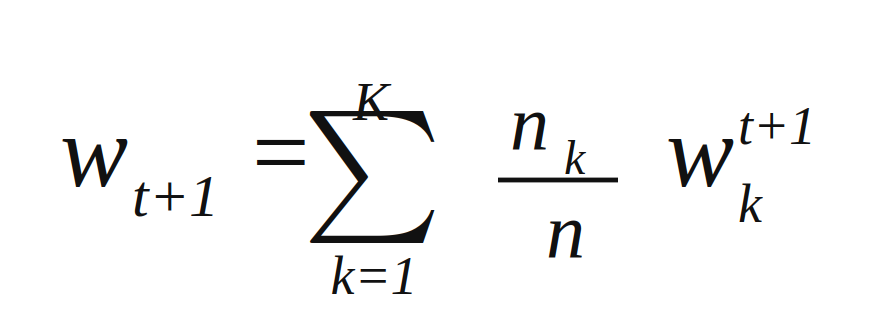 w_{t+1} = \sum_{k=1}^{K} \frac{n_k}{n} w_k^{t+1}